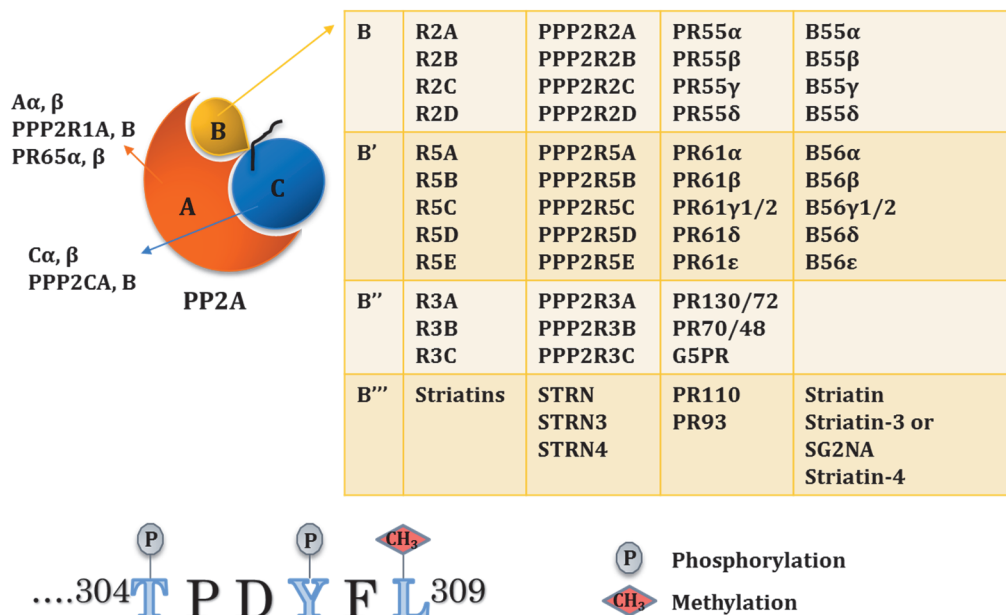 Aα, β
PPP2R1A, B
PR65α, β
B
A
C
Cα, β
PPP2CA, B
PP2A
B R2A PPP2R2A PR55α B55α
R2B PPP2R2B PR55β B55β
R2C PPP2R2C PR55γ B55γ
R2D PPP2R2D PR55δ B55δ
B’ R5A PPP2R5A PR61α B56α
R5B PPP2R5B PR61β B56β
R5C PPP2R5C PR61γ1/2 B56γ1/2
R5D PPP2R5D PR61δ B56δ
R5E PPP2R5E PR61ε B56ε
B’’ R3A PPP2R3A PR130/72
R3B PPP2R3B PR70/48
R3C PPP2R3C G5PR
B’’’ Striatins STRN PR110 Striatin
STRN3 PR93 Striatin-3 or
STRN4 SG2NA
Striatin-4
P P CH₃
....304 T P D Y F L 309
P Phosphorylation
CH₃ Methylation